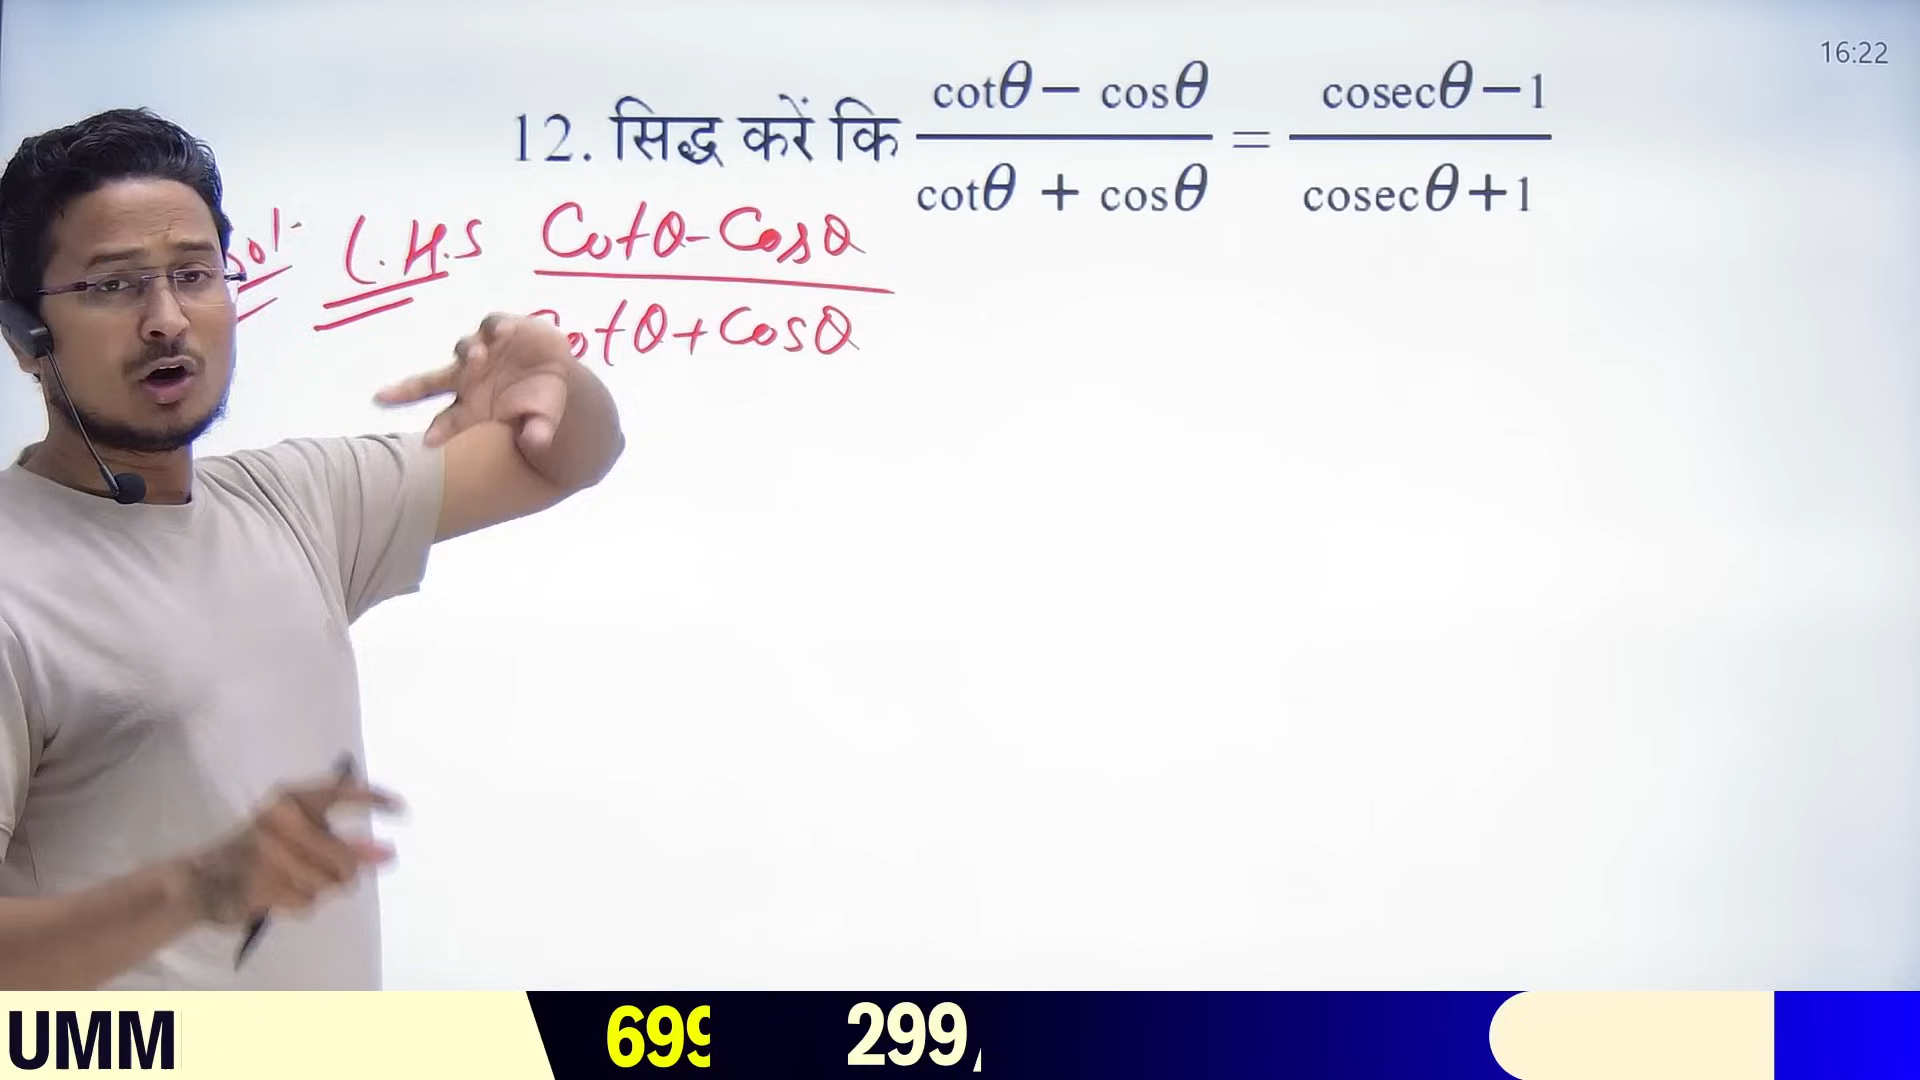 16:22
12. सिद्ध करें कि (cotθ − cosθ)/(cotθ + cosθ) = (cosecθ − 1)/(cosecθ + 1)
Sol. L.H.S Cotθ - Cosθ
Cotθ + Cosθ
UMM 699 299